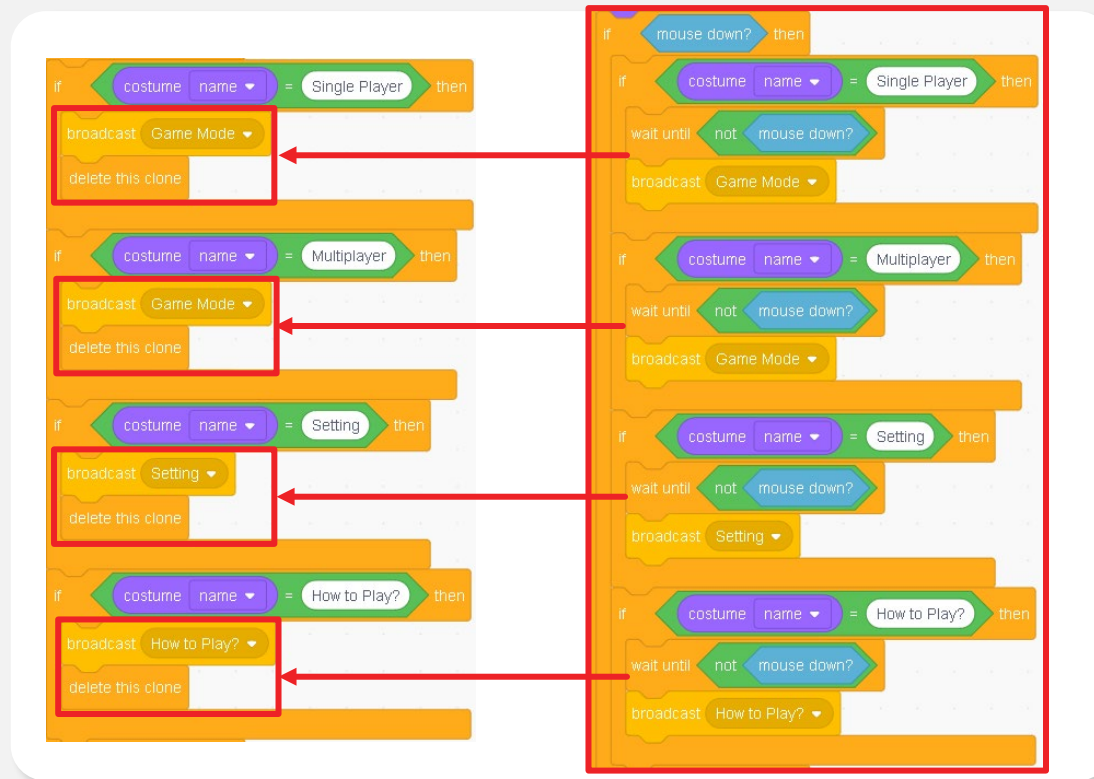 if costume name = Single Player then
broadcast Game Mode
delete this clone
if costume name = Multiplayer then
broadcast Game Mode
delete this clone
if costume name = Setting then
broadcast Setting
delete this clone
if costume name = How to Play? then
broadcast How to Play?
delete this clone
if mouse down? then
if costume name = Single Player then
wait until not mouse down?
broadcast Game Mode
if costume name = Multiplayer then
wait until not mouse down?
broadcast Game Mode
if costume name = Setting then
wait until not mouse down?
broadcast Setting
if costume name = How to Play? then
wait until not mouse down?
broadcast How to Play?